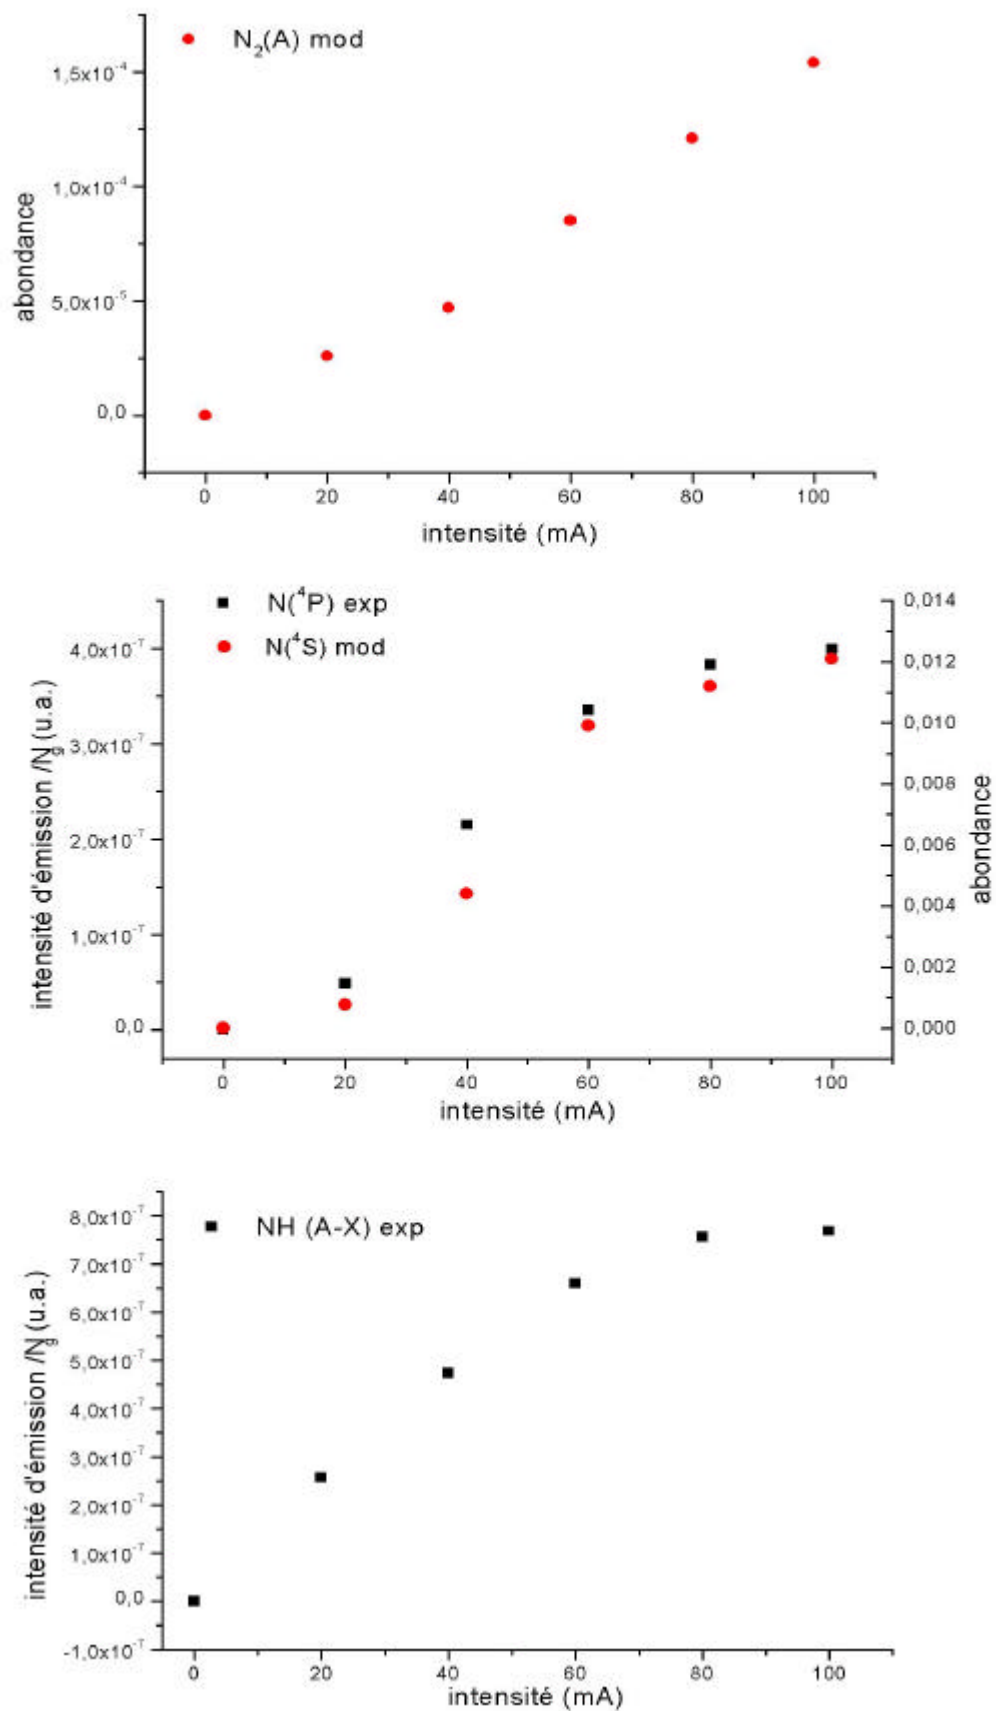 N₂(A) mod
1,5x10⁻⁴
1,0x10⁻⁴
5,0x10⁻⁵
0,0
abondance
0 20 40 60 80 100
intensité (mA)
N(⁴P) exp
N(⁴S) mod
4,0x10⁻⁷
3,0x10⁻⁷
2,0x10⁻⁷
1,0x10⁻⁷
0,0
intensité d'émission /N_g (u.a.)
0,014
0,012
0,010
0,008
0,006
0,004
0,002
0,000
abondance
0 20 40 60 80 100
intensité (mA)
NH (A-X) exp
8,0x10⁻⁷
7,0x10⁻⁷
6,0x10⁻⁷
5,0x10⁻⁷
4,0x10⁻⁷
3,0x10⁻⁷
2,0x10⁻⁷
1,0x10⁻⁷
0,0
-1,0x10⁻⁷
intensité d'émission /N_g (u.a.)
0 20 40 60 80 100
intensité (mA)